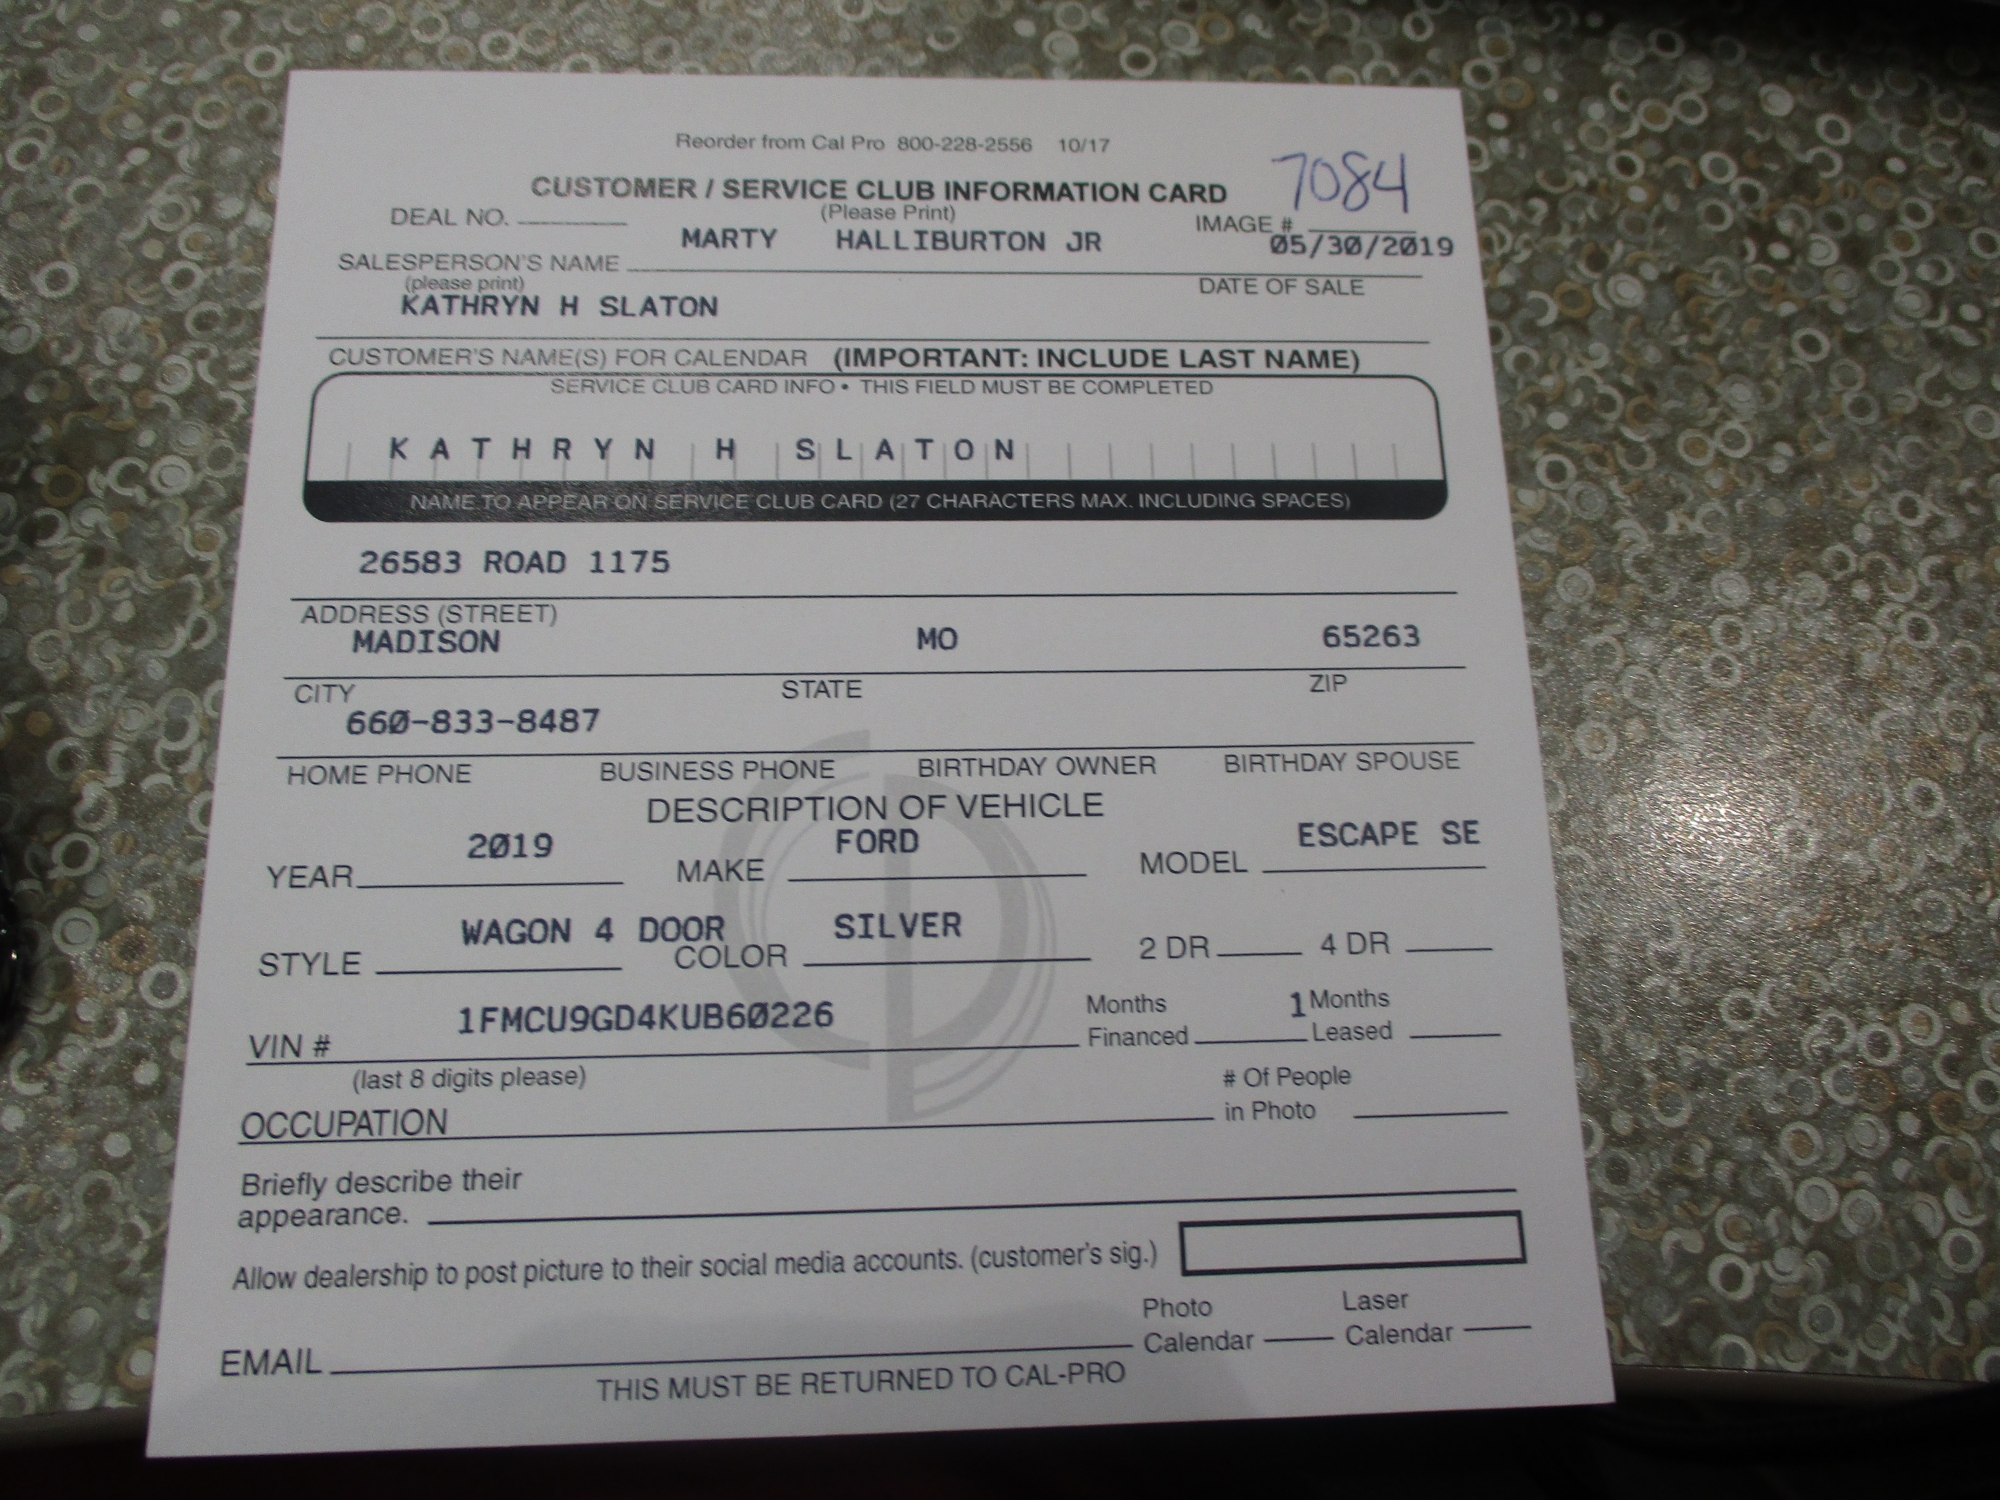 Reorder from Cal Pro 800-228-2556 10/17
CUSTOMER / SERVICE CLUB INFORMATION CARD 7084
DEAL NO. (Please Print) IMAGE #
MARTY HALLIBURTON JR 05/30/2019
SALESPERSON'S NAME
(please print) DATE OF SALE
KATHRYN H SLATON
CUSTOMER'S NAME(S) FOR CALENDAR (IMPORTANT: INCLUDE LAST NAME)
SERVICE CLUB CARD INFO • THIS FIELD MUST BE COMPLETED
KATHRYN H SLATON
NAME TO APPEAR ON SERVICE CLUB CARD (27 CHARACTERS MAX. INCLUDING SPACES)
26583 ROAD 1175
ADDRESS (STREET)
MADISON MO 65263
CITY STATE ZIP
660-833-8487
HOME PHONE BUSINESS PHONE BIRTHDAY OWNER BIRTHDAY SPOUSE
DESCRIPTION OF VEHICLE
2019 FORD ESCAPE SE
YEAR MAKE MODEL
WAGON 4 DOOR SILVER
STYLE COLOR 2 DR 4 DR
1FMCU9GD4KUB60226 Months 1 Months
VIN # Financed Leased
(last 8 digits please) # Of People
OCCUPATION in Photo
Briefly describe their
appearance.
Allow dealership to post picture to their social media accounts. (customer's sig.)
Photo Laser
EMAIL Calendar Calendar
THIS MUST BE RETURNED TO CAL-PRO